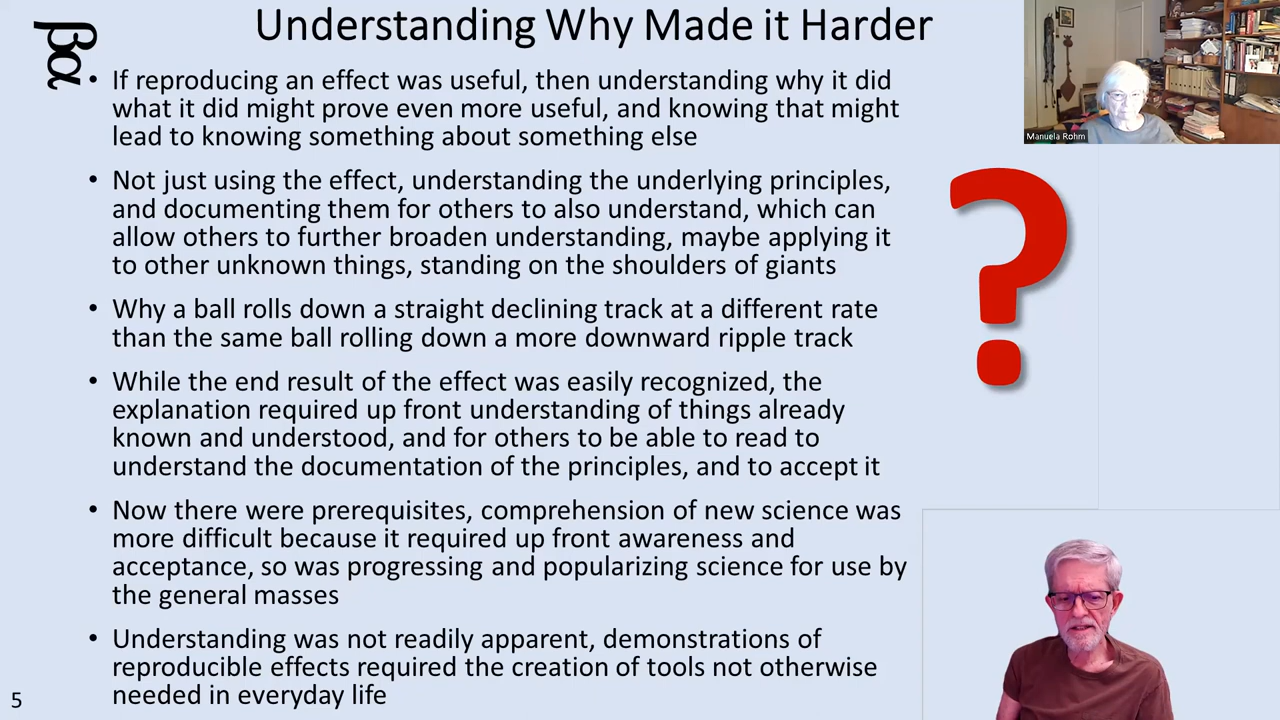 Understanding Why Made it Harder
βα
• If reproducing an effect was useful, then understanding why it did
what it did might prove even more useful, and knowing that might
lead to knowing something about something else
Manuela Rohm
• Not just using the effect, understanding the underlying principles,
and documenting them for others to also understand, which can
allow others to further broaden understanding, maybe applying it
to other unknown things, standing on the shoulders of giants
?
• Why a ball rolls down a straight declining track at a different rate
than the same ball rolling down a more downward ripple track
• While the end result of the effect was easily recognized, the
explanation required up front understanding of things already
known and understood, and for others to be able to read to
understand the documentation of the principles, and to accept it
• Now there were prerequisites, comprehension of new science was
more difficult because it required up front awareness and
acceptance, so was progressing and popularizing science for use by
the general masses
• Understanding was not readily apparent, demonstrations of
reproducible effects required the creation of tools not otherwise
needed in everyday life
5